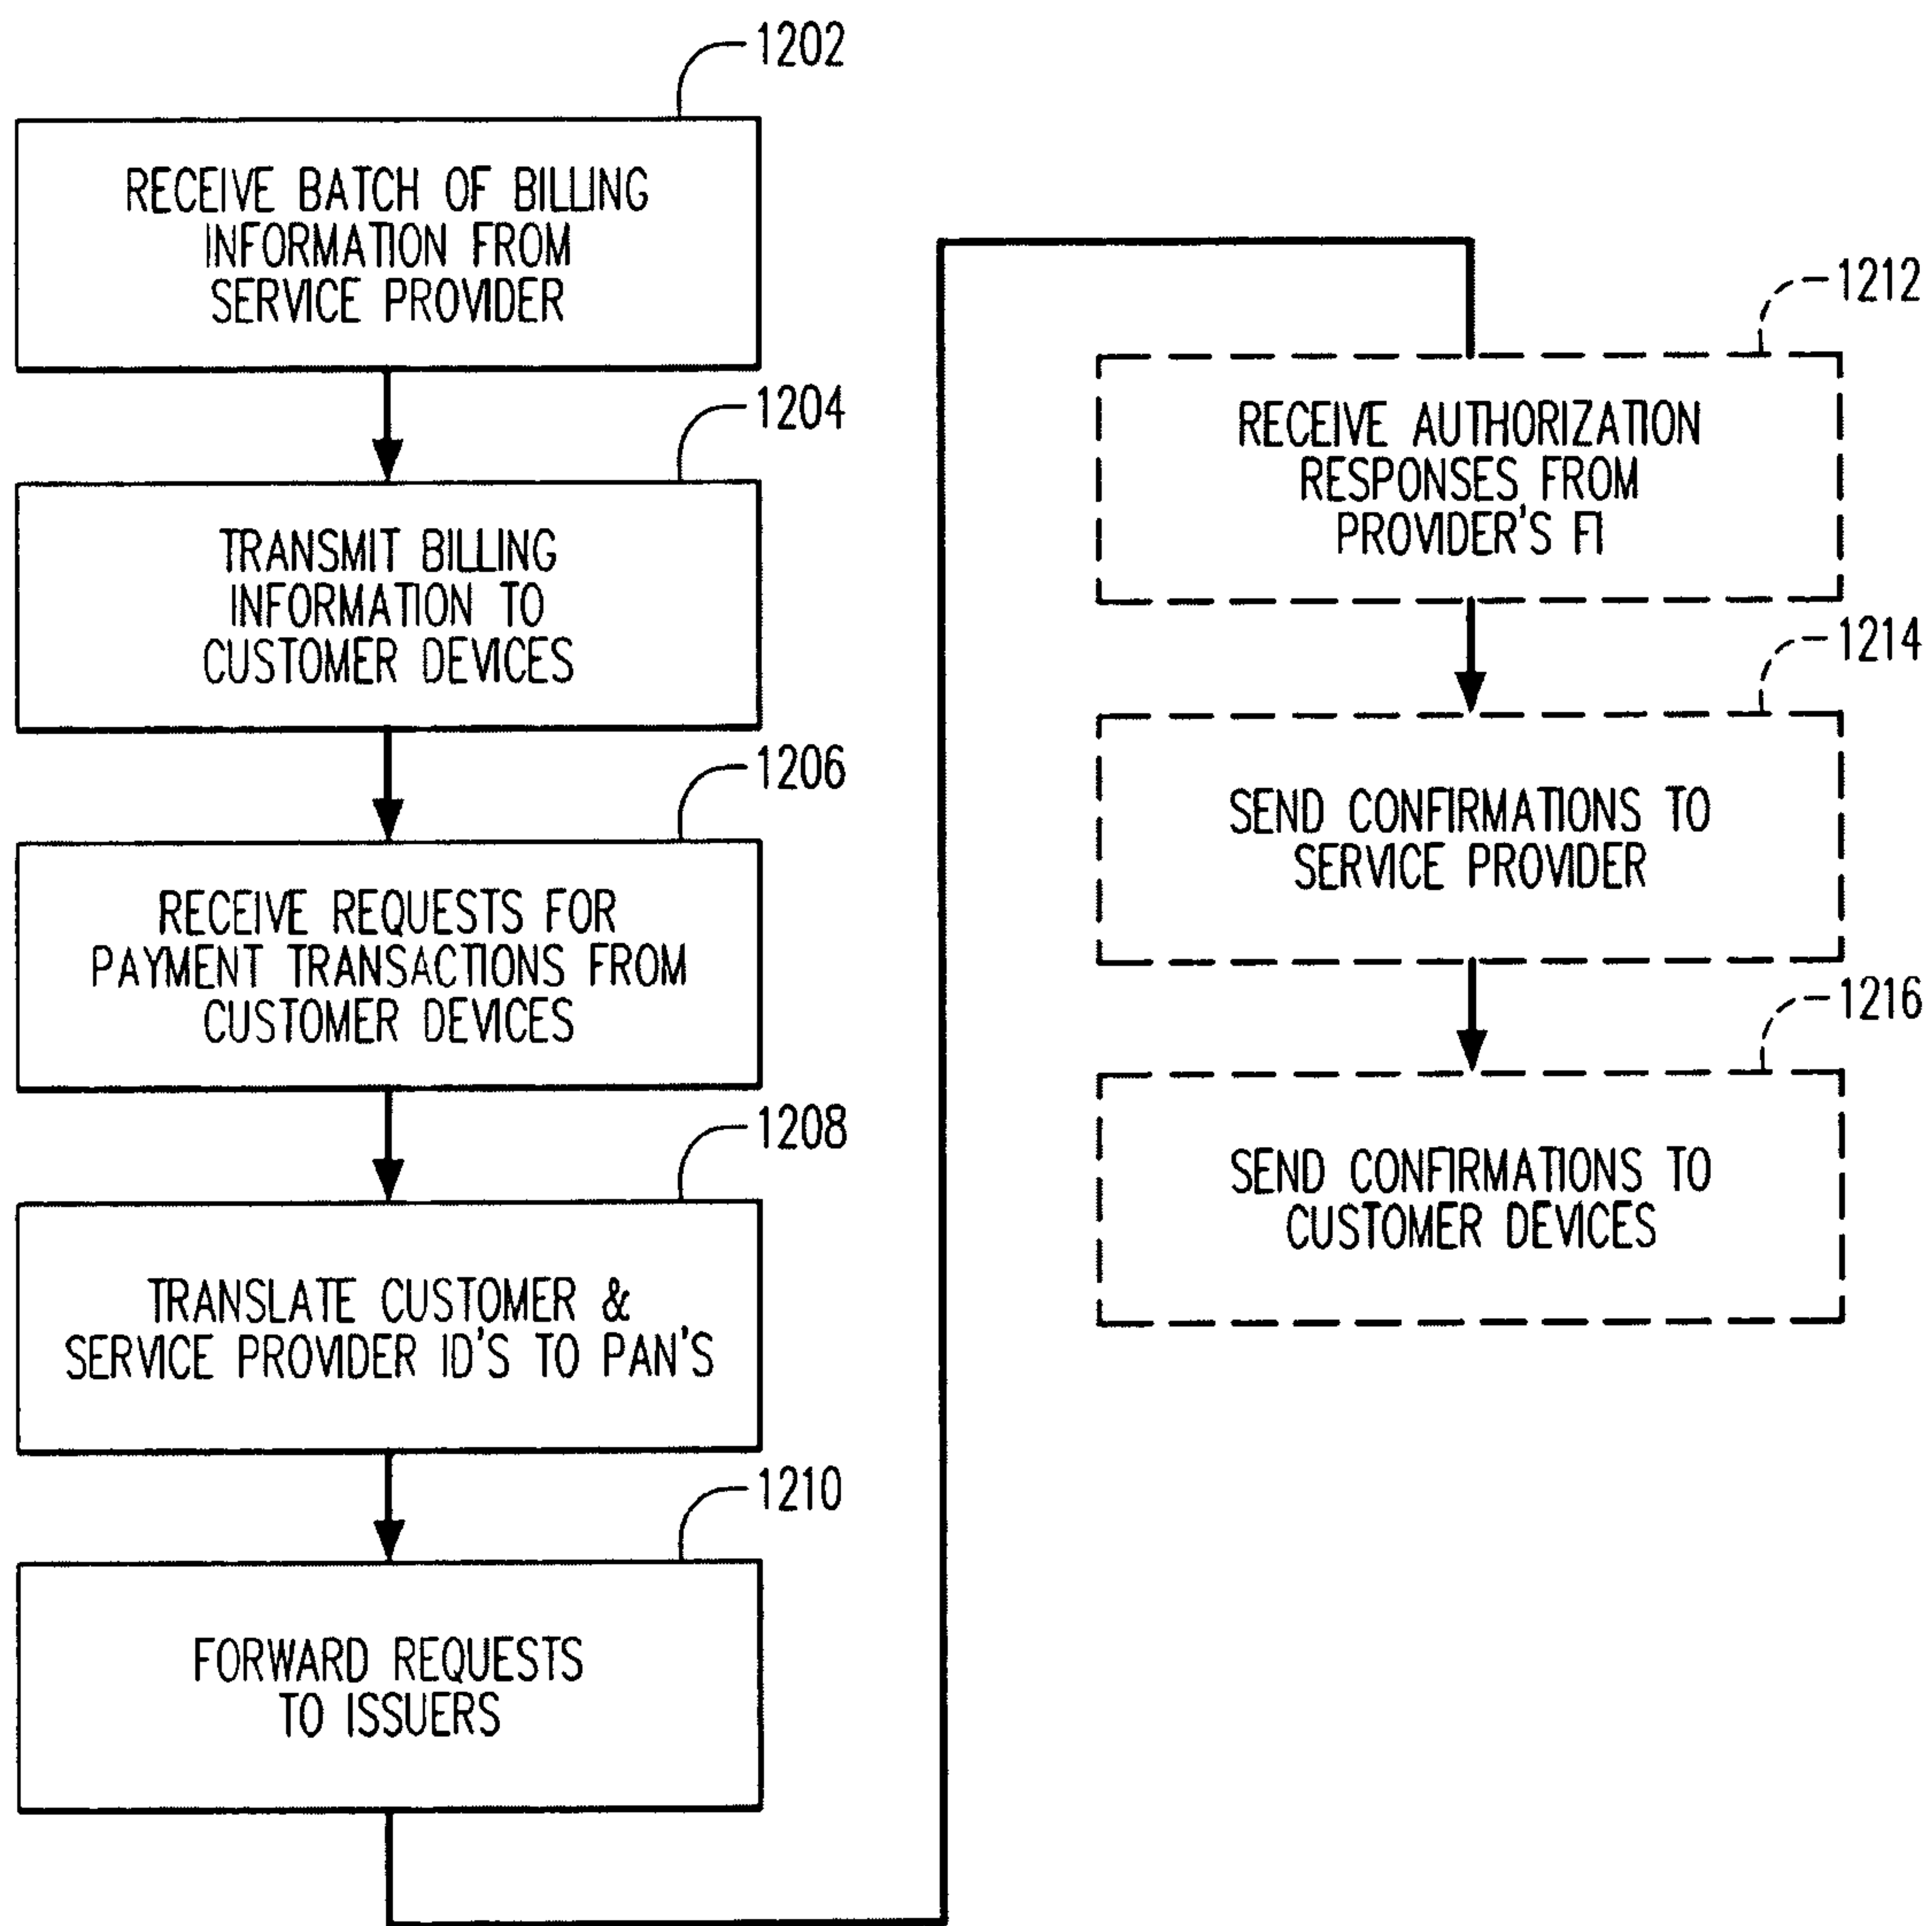 1202
RECEIVE BATCH OF BILLING
INFORMATION FROM
SERVICE PROVIDER
1204
TRANSMIT BILLING
INFORMATION TO
CUSTOMER DEVICES
1206
RECEIVE REQUESTS FOR
PAYMENT TRANSACTIONS FROM
CUSTOMER DEVICES
1208
TRANSLATE CUSTOMER &
SERVICE PROVIDER ID'S TO PAN'S
1210
FORWARD REQUESTS
TO ISSUERS
1212
RECEIVE AUTHORIZATION
RESPONSES FROM
PROVIDER'S FI
1214
SEND CONFIRMATIONS TO
SERVICE PROVIDER
1216
SEND CONFIRMATIONS TO
CUSTOMER DEVICES